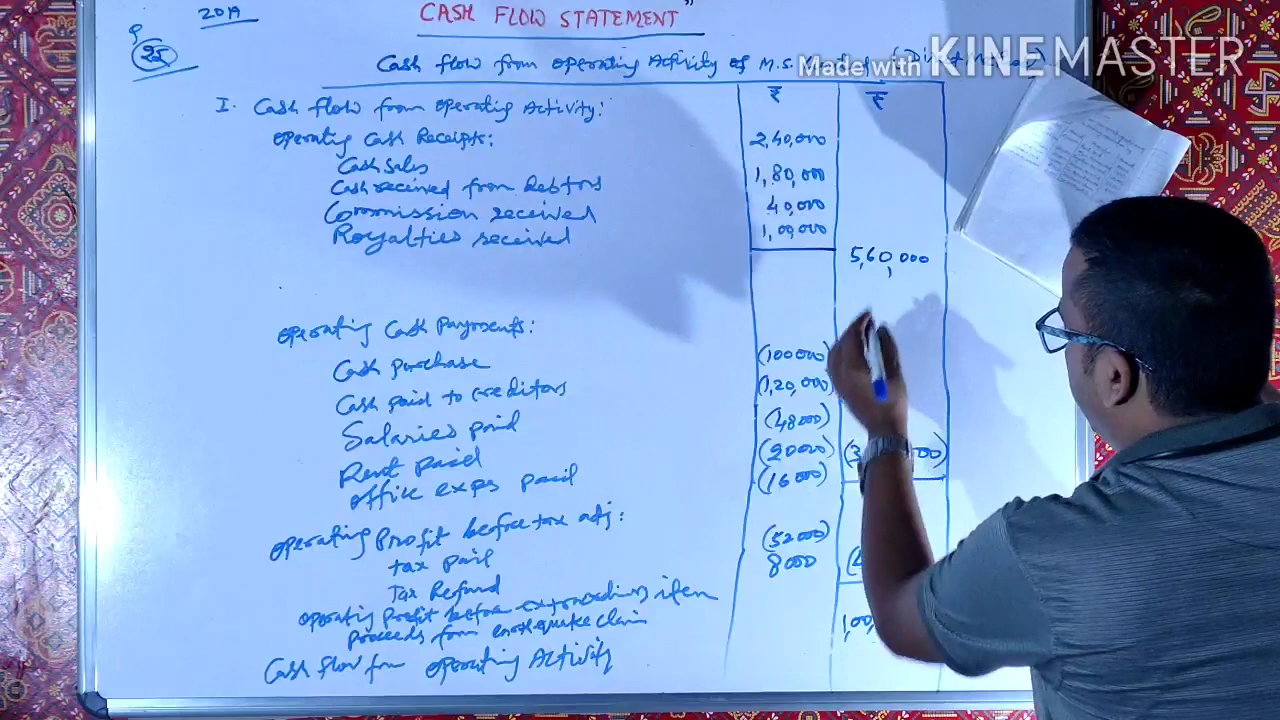 2019
CASH FLOW STATEMENT"
Q
25
Cash flow from operating Activity of M.S.
Made with KINEMASTER
₹ ₹
I. Cash flow from operating Activity:
Operating Cash Receipts: 2,40,000
Cash sales
Cash received from Debtors 1,80,000
Commission received 40,000
Royalties received 1,00,000
5,60,000
Operating Cash Payments:
Cash purchase (100000)
Cash paid to creditors (1,20,000)
Salaries paid (48000)
Rent paid (20000)
office exps paid (16000)
Operating Profit before tax adj:
tax paid (52000)
Tax Refund 8000
Operating Profit before extraordinary item
proceeds from earthquake claim
Cash flow from operating Activity